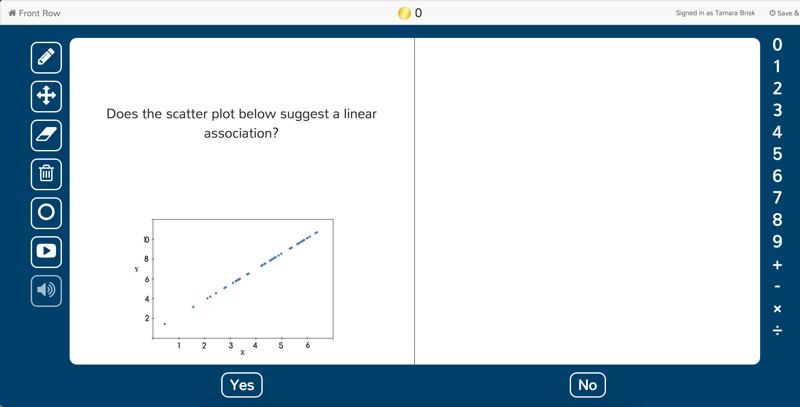 Front Row
0
Signed in as Tamara Brisk
Save &
Does the scatter plot below suggest a linear
association?
10
8
Y
6
4
2
1 2 3 4 5 6
X
0
1
2
3
4
5
6
7
8
9
+
-
×
÷
Yes
No